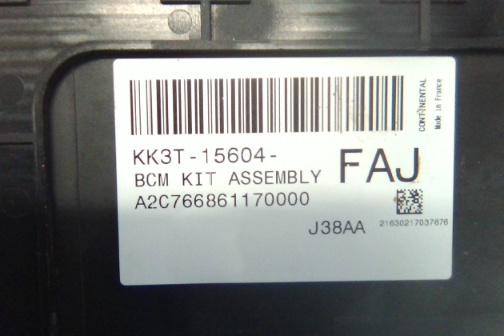 KK3T-15604- FAJ
BCM KIT ASSEMBLY
A2C766861170000
J38AA 21630217037676
CONTINENTAL
Made in France